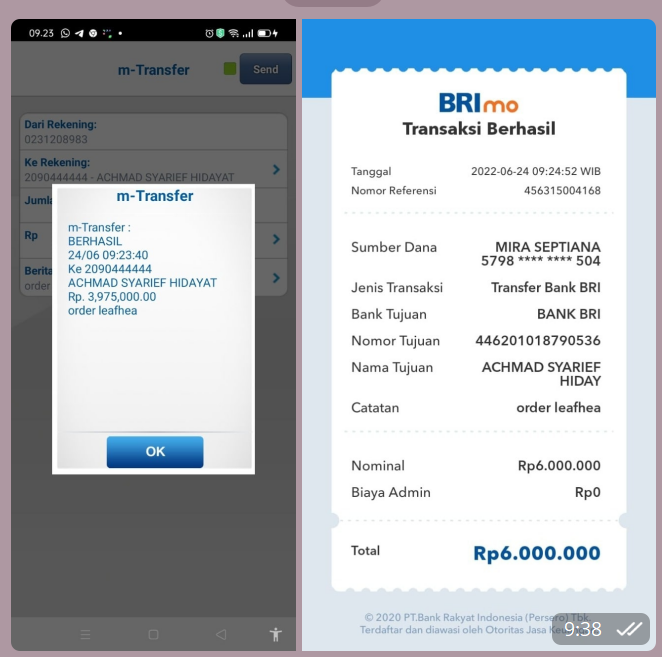 09.23
m-Transfer
Send
Dari Rekening:
0231208983
Ke Rekening:
2090444444 - ACHMAD SYARIEF HIDAYAT
Jumla
Rp
Berita
order
m-Transfer
m-Transfer :
BERHASIL
24/06 09:23:40
Ke 2090444444
ACHMAD SYARIEF HIDAYAT
Rp. 3,975,000.00
order leafhea
OK
BRImo
Transaksi Berhasil
Tanggal 2022-06-24 09:24:52 WIB
Nomor Referensi 456315004168
Sumber Dana MIRA SEPTIANA
5798 **** **** 504
Jenis Transaksi Transfer Bank BRI
Bank Tujuan BANK BRI
Nomor Tujuan 446201018790536
Nama Tujuan ACHMAD SYARIEF
HIDAY
Catatan order leafhea
Nominal Rp6.000.000
Biaya Admin Rp0
Total Rp6.000.000
© 2020 PT.Bank Rakyat Indonesia (Persero) Tbk.
Terdaftar dan diawasi oleh Otoritas Jasa
9:38